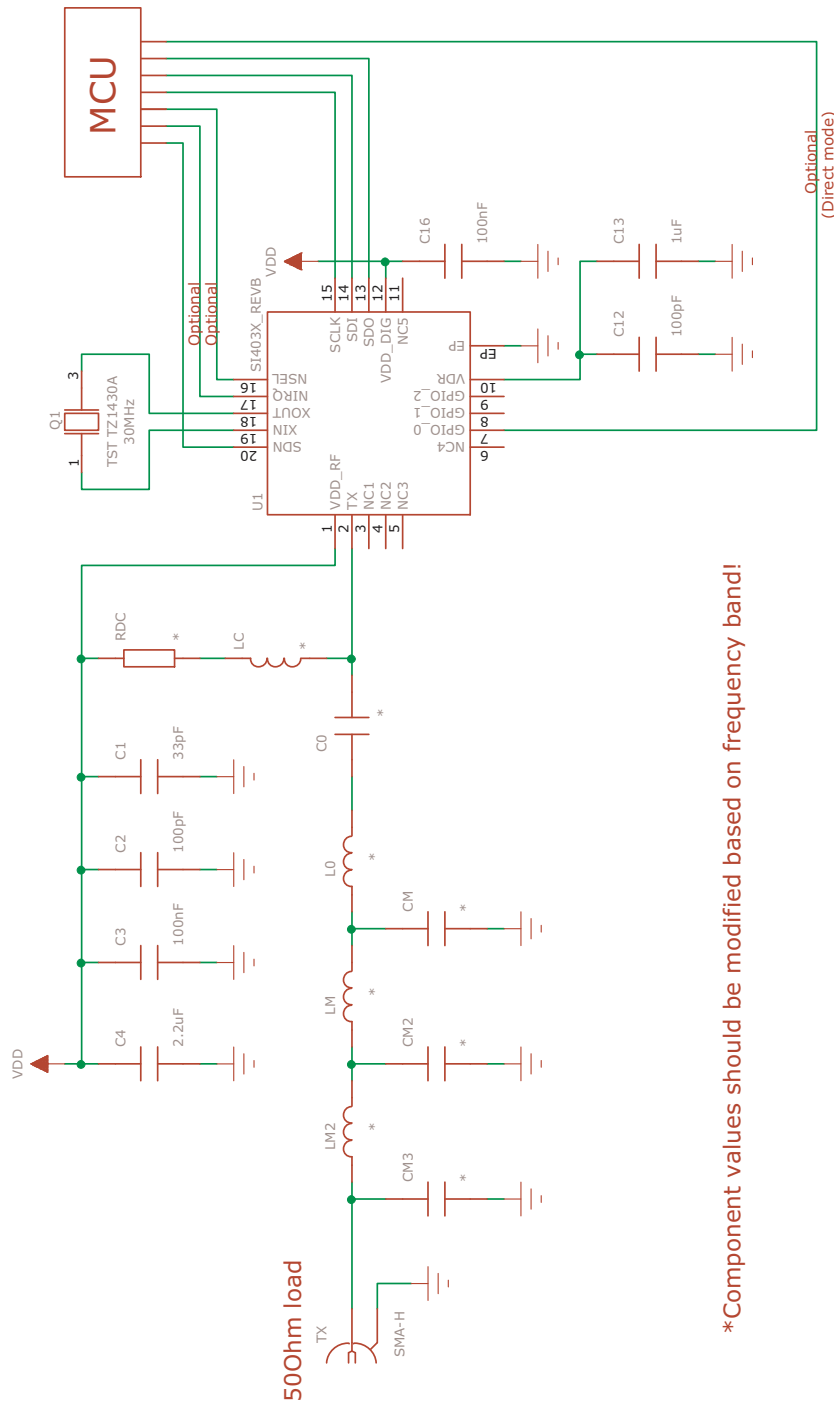 MCU
Optional
(Direct mode)
VDD
C16
100nF
C13
1uF
C12
100pF
Optional
Optional
SI403X_REVB
U1
15
14
13
12
11
SCLK
SDI
SDO
VDD_DIG
NC5
EP
EP
NSEL
NIRQ
XOUT
XIN
SDN
16
17
18
19
20
VDR
GPIO_2
GPIO_1
GPIO_0
NC4
10
9
8
7
6
VDD_RF
TX
NC1
NC2
NC3
1
2
3
4
5
Q1
3
1
TST TZ1430A
30MHz
RDC
*
LC
*
C0
*
C1
33pF
C2
100pF
C3
100nF
C4
2.2uF
VDD
L0
*
CM
*
LM
*
CM2
*
LM2
*
CM3
*
50Ohm load
TX
SMA-H
*Component values should be modified based on frequency band!